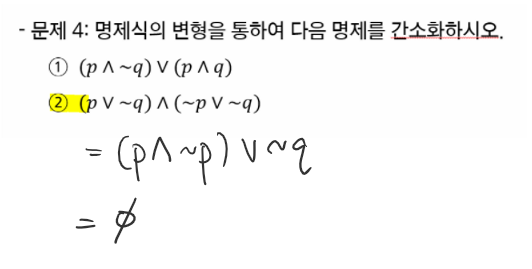 - 문제 4: 명제식의 변형을 통하여 다음 명제를 간소화하시오.
① (p ∧ ~q) ∨ (p ∧ q)
② (p ∨ ~q) ∧ (~p ∨ ~q)
= (p ∧ ~p) ∨ ~q
= ϕ